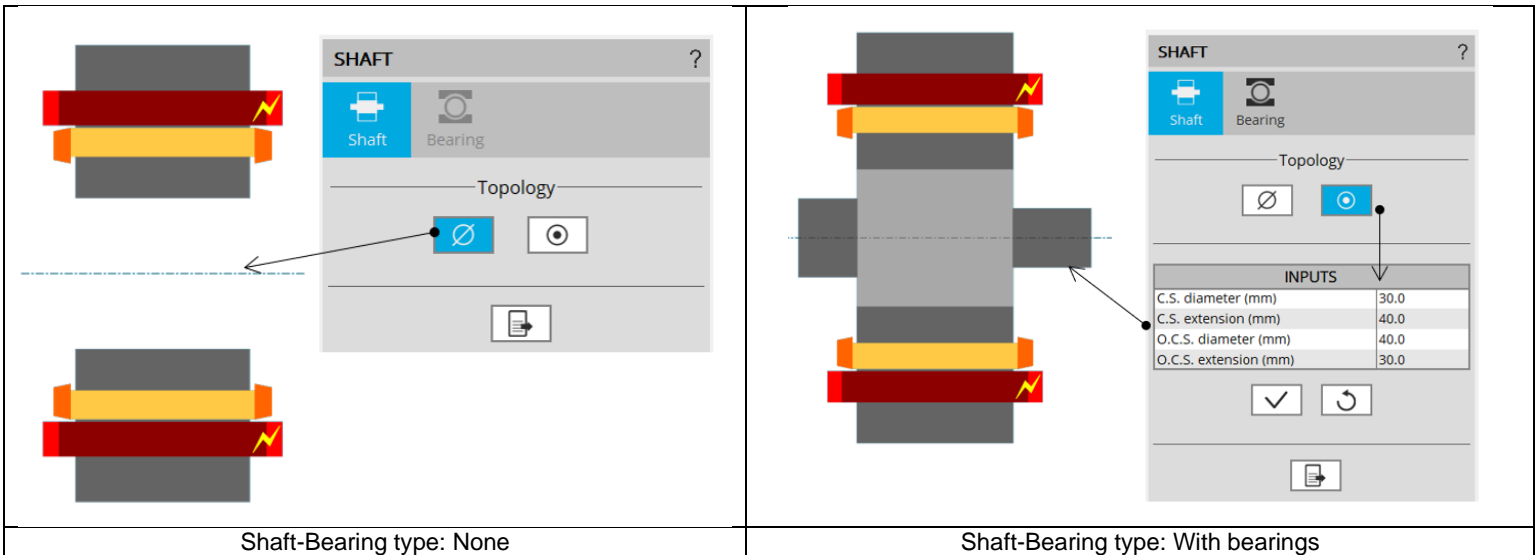 SHAFT ?
Shaft Bearing
Topology
Shaft-Bearing type: None
SHAFT ?
Shaft Bearing
Topology
INPUTS
C.S. diameter (mm) 30.0
C.S. extension (mm) 40.0
O.C.S. diameter (mm) 40.0
O.C.S. extension (mm) 30.0
Shaft-Bearing type: With bearings